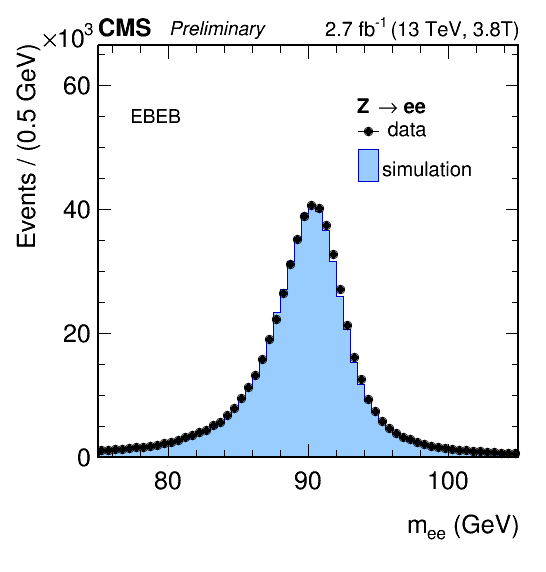 ×10³ CMS Preliminary 2.7 fb⁻¹ (13 TeV, 3.8T)
Events / (0.5 GeV)
60
40
20
0
EBEB
Z → ee
data
simulation
80 90 100
mₑₑ (GeV)